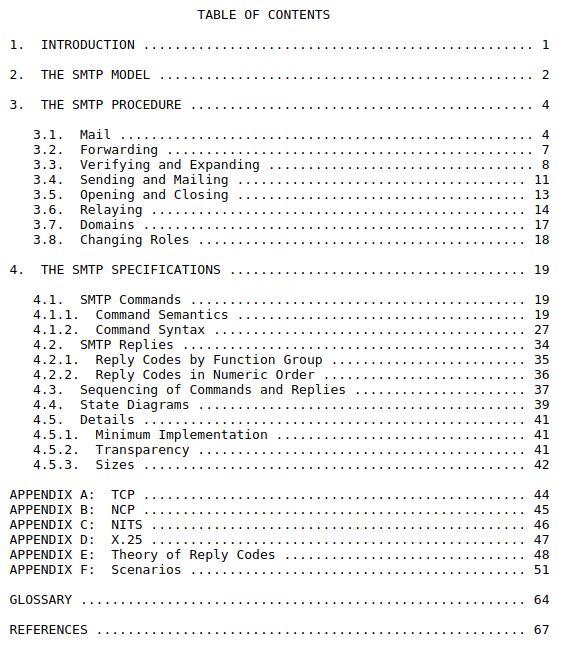 TABLE OF CONTENTS
1.  INTRODUCTION .................................................. 1
2.  THE SMTP MODEL ................................................ 2
3.  THE SMTP PROCEDURE ............................................ 4
3.1.  Mail ..................................................... 4
3.2.  Forwarding ............................................... 7
3.3.  Verifying and Expanding .................................. 8
3.4.  Sending and Mailing ..................................... 11
3.5.  Opening and Closing ..................................... 13
3.6.  Relaying ................................................ 14
3.7.  Domains ................................................. 17
3.8.  Changing Roles .......................................... 18
4.  THE SMTP SPECIFICATIONS ...................................... 19
4.1.  SMTP Commands ........................................... 19
4.1.1.  Command Semantics ..................................... 19
4.1.2.  Command Syntax ........................................ 27
4.2.  SMTP Replies ............................................ 34
4.2.1.  Reply Codes by Function Group ......................... 35
4.2.2.  Reply Codes in Numeric Order .......................... 36
4.3.  Sequencing of Commands and Replies ...................... 37
4.4.  State Diagrams .......................................... 39
4.5.  Details ................................................. 41
4.5.1.  Minimum Implementation ................................ 41
4.5.2.  Transparency .......................................... 41
4.5.3.  Sizes ................................................. 42
APPENDIX A:  TCP ................................................. 44
APPENDIX B:  NCP ................................................. 45
APPENDIX C:  NITS ................................................ 46
APPENDIX D:  X.25 ................................................ 47
APPENDIX E:  Theory of Reply Codes ............................... 48
APPENDIX F:  Scenarios ........................................... 51
GLOSSARY ......................................................... 64
REFERENCES ....................................................... 67